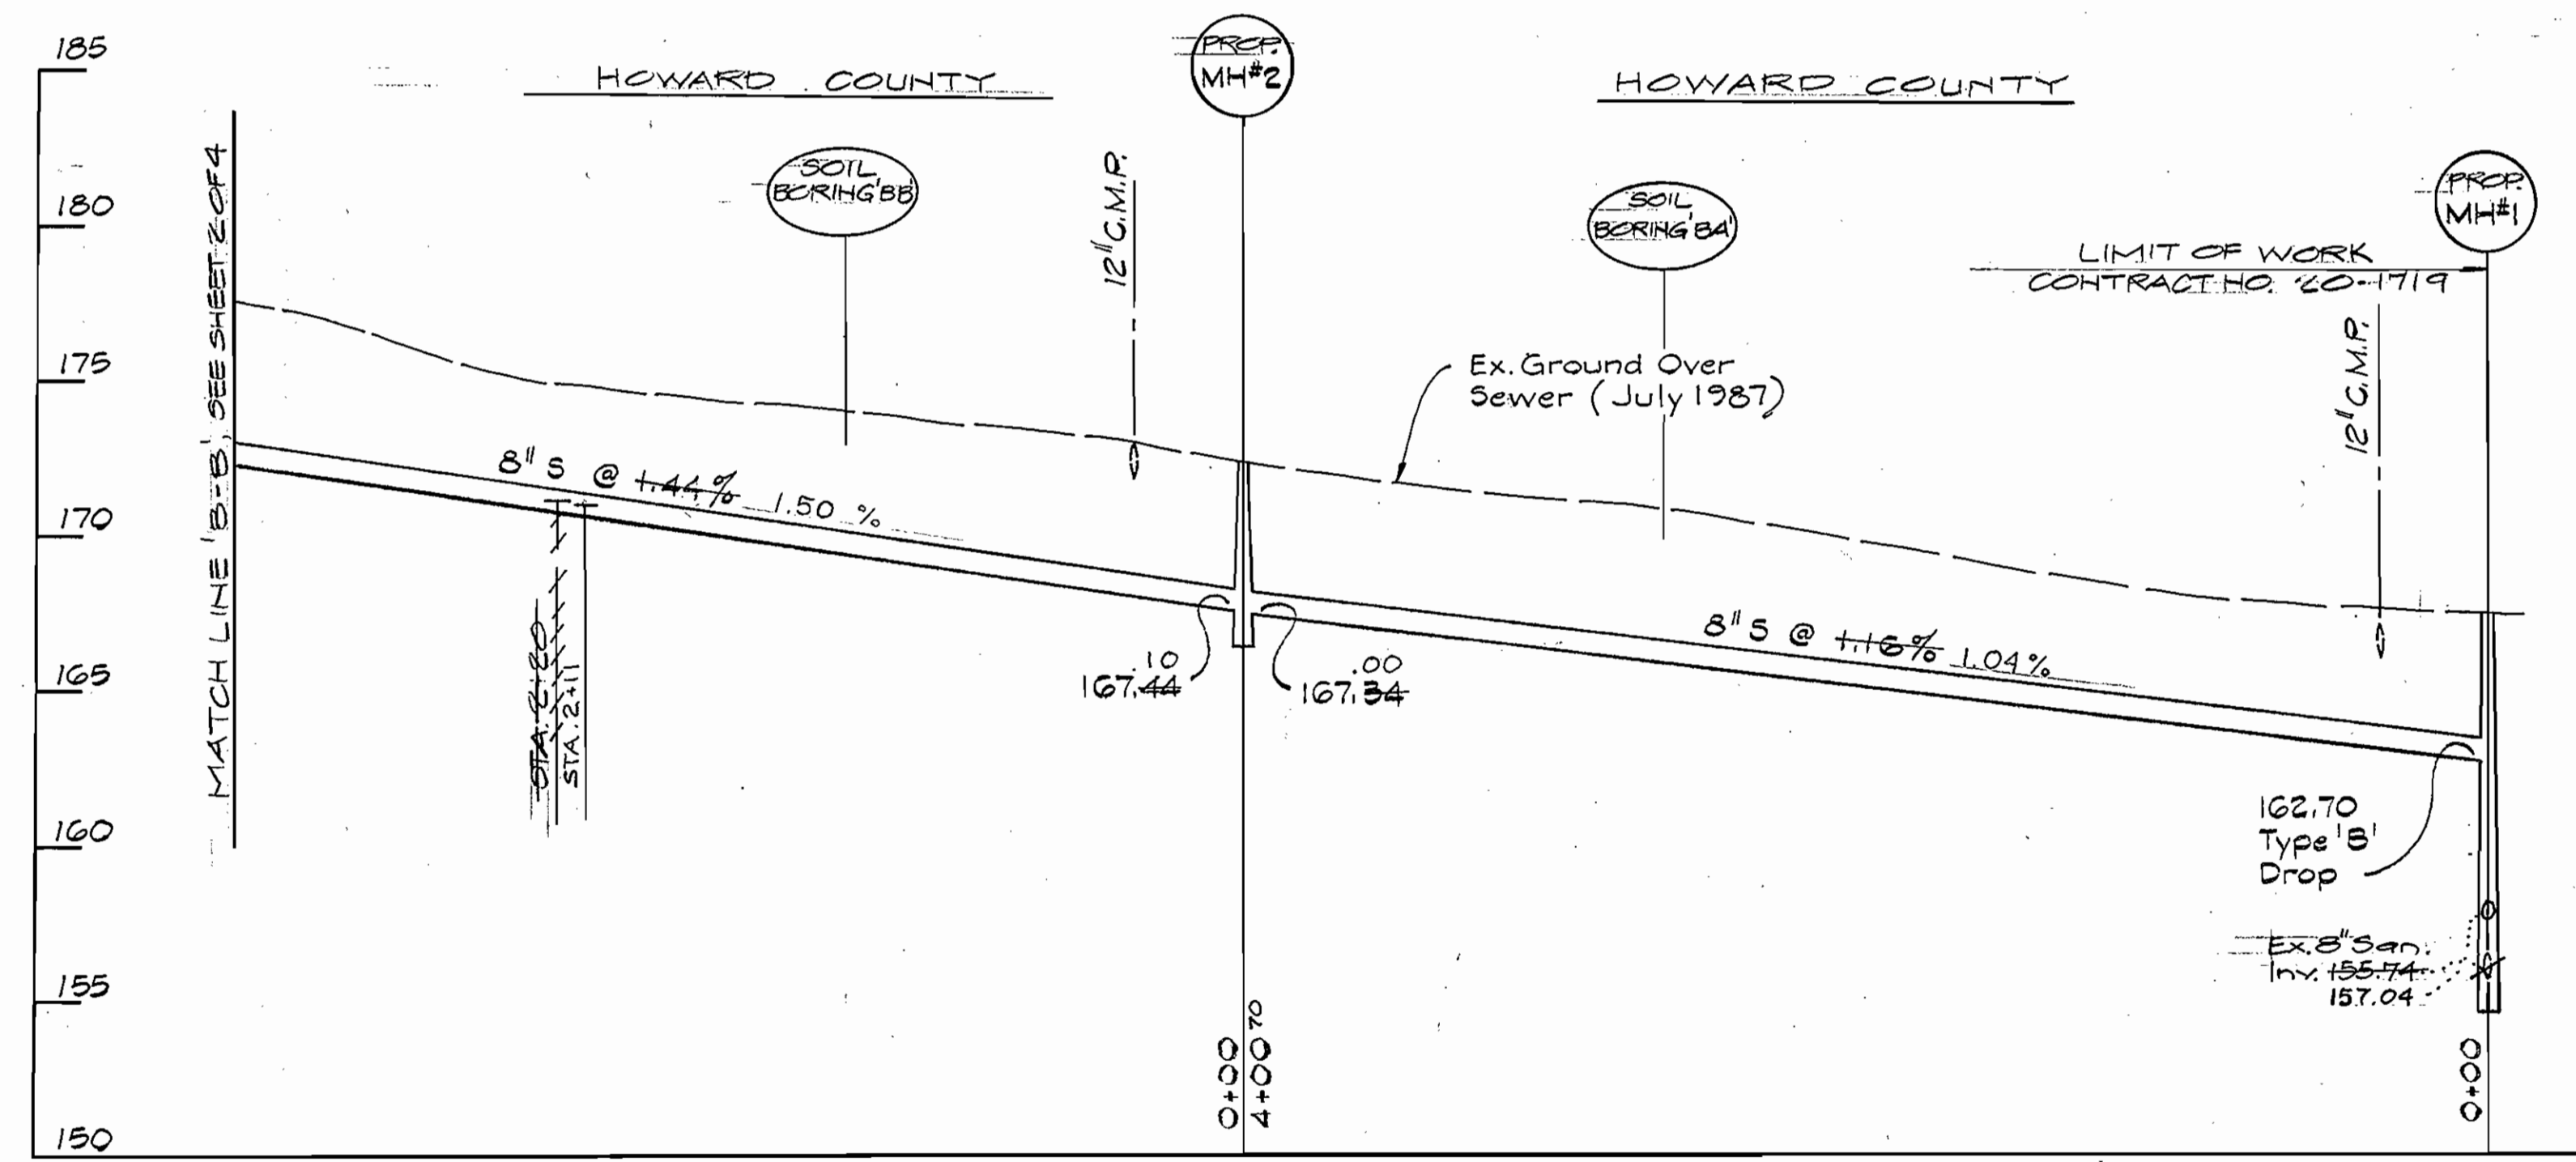 185
180
175
170
165
160
155
150
HOWARD COUNTY
PROP.
MH#2
HOWARD COUNTY
PROP.
MH#1
SOIL
BORING 'BB'
12" C.M.P.
SOIL
BORING 'BA'
LIMIT OF WORK
CONTRACT NO. 20-1719
12" C.M.P.
MATCH LINE 'B-B', SEE SHEET 2 OF 4
Ex. Ground Over
Sewer (July 1987)
8" S @ 1.44% 1.50 %
STA. 2+20
STA. 2+11
.10
167.44
.00
167.34
8" S @ 1.16% 1.04%
162.70
Type 'B'
Drop
Ex. 8" San.
Inv. 155.74
157.04
0+00
4+00 70
0+00